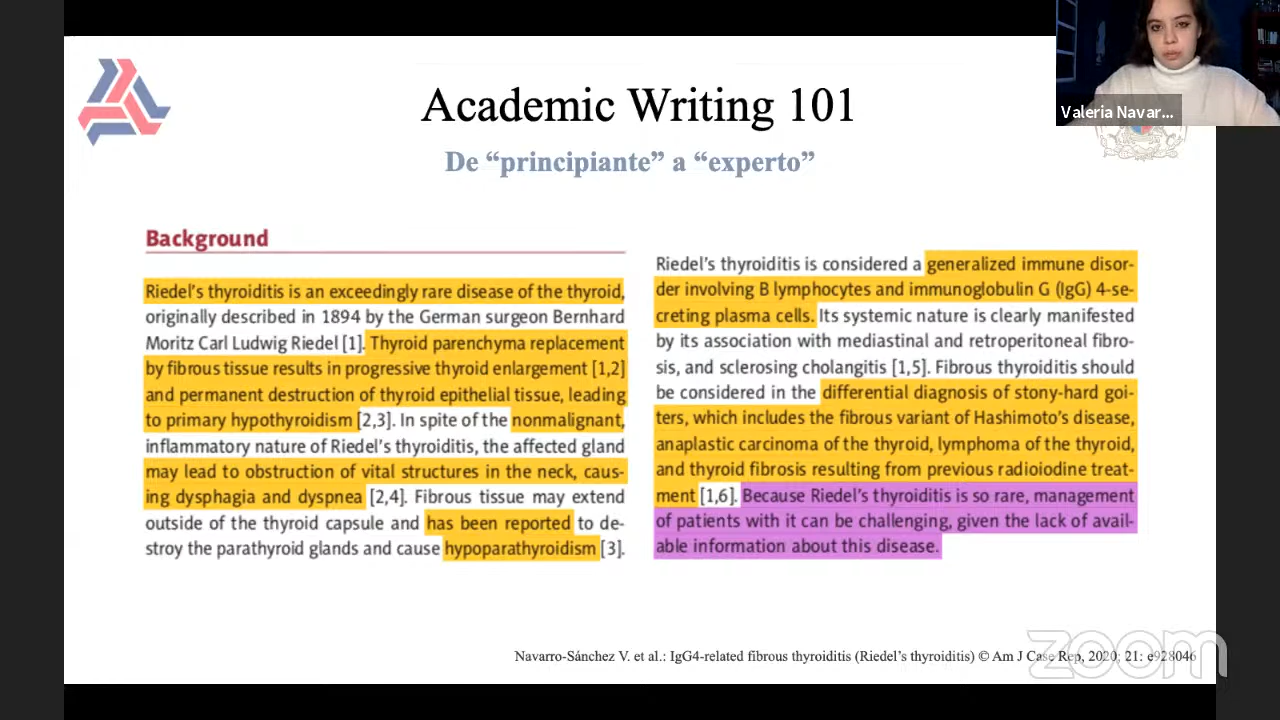 Valeria Navar...
Academic Writing 101
De “principiante” a “experto”
Background
Riedel’s thyroiditis is an exceedingly rare disease of the thyroid,
originally described in 1894 by the German surgeon Bernhard
Moritz Carl Ludwig Riedel [1]. Thyroid parenchyma replacement
by fibrous tissue results in progressive thyroid enlargement [1,2]
and permanent destruction of thyroid epithelial tissue, leading
to primary hypothyroidism [2,3]. In spite of the nonmalignant,
inflammatory nature of Riedel’s thyroiditis, the affected gland
may lead to obstruction of vital structures in the neck, caus-
ing dysphagia and dyspnea [2,4]. Fibrous tissue may extend
outside of the thyroid capsule and has been reported to de-
stroy the parathyroid glands and cause hypoparathyroidism [3].
Riedel’s thyroiditis is considered a generalized immune disor-
der involving B lymphocytes and immunoglobulin G (IgG) 4-se-
creting plasma cells. Its systemic nature is clearly manifested
by its association with mediastinal and retroperitoneal fibro-
sis, and sclerosing cholangitis [1,5]. Fibrous thyroiditis should
be considered in the differential diagnosis of stony-hard goi-
ters, which includes the fibrous variant of Hashimoto’s disease,
anaplastic carcinoma of the thyroid, lymphoma of the thyroid,
and thyroid fibrosis resulting from previous radioiodine treat-
ment [1,6]. Because Riedel’s thyroiditis is so rare, management
of patients with it can be challenging, given the lack of avail-
able information about this disease.
Navarro-Sánchez V. et al.: IgG4-related fibrous thyroiditis (Riedel’s thyroiditis) © Am J Case Rep, 2020; 21: e928046
zoom